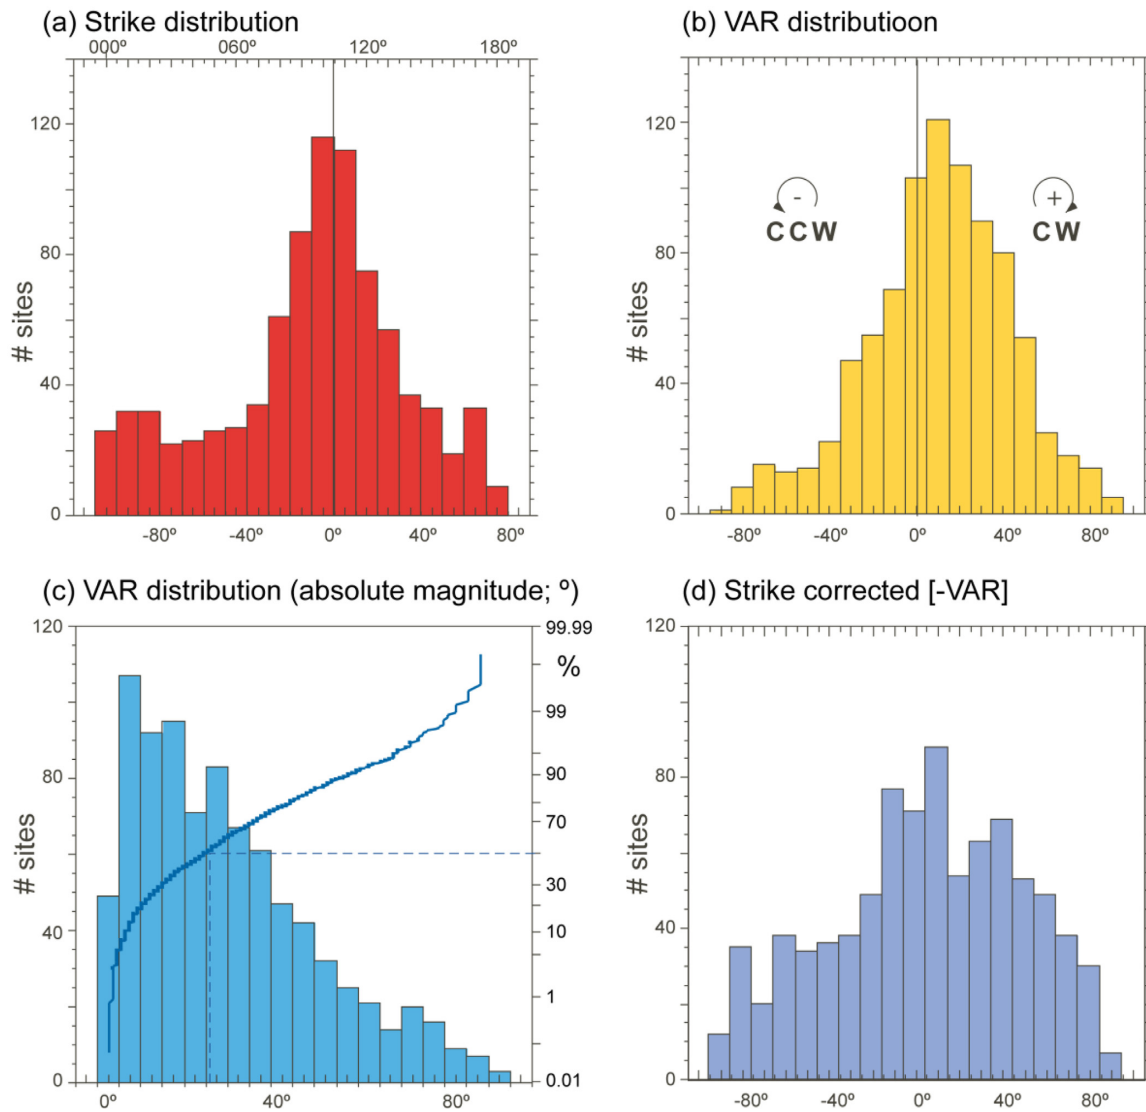 (a) Strike distribution
000º 060º 120º 180º
120
80
40
0
# sites
-80º -40º 0º 40º 80º
(b) VAR distributioon
120
80
40
0
# sites
-
CCW
+
CW
-80º -40º 0º 40º 80º
(c) VAR distribution (absolute magnitude; º)
120
80
40
0
# sites
99.99
%
99
90
70
30
10
1
0.01
0º 40º 80º
(d) Strike corrected [-VAR]
120
80
40
0
# sites
-80º -40º 0º 40º 80º